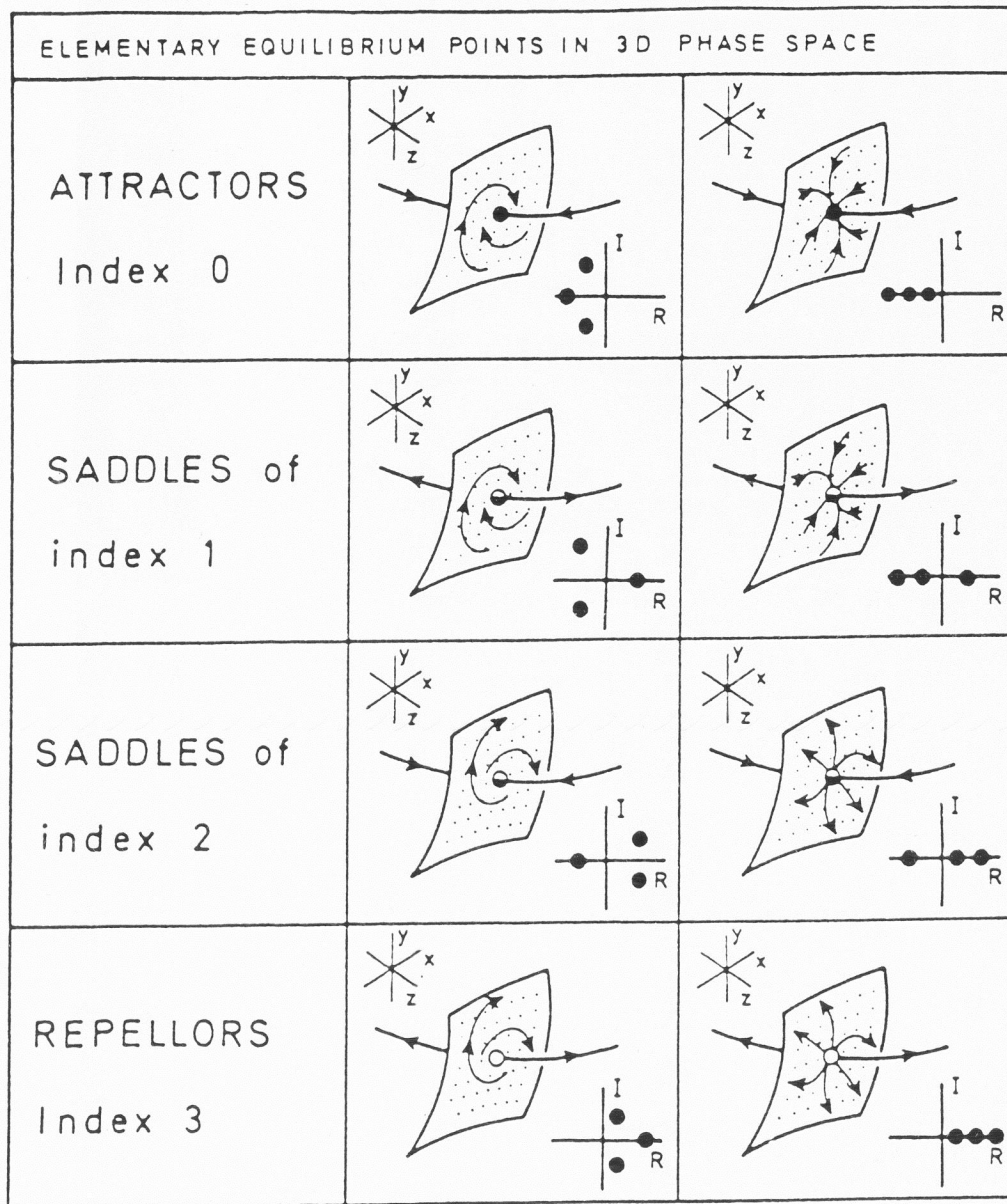 ELEMENTARY EQUILIBRIUM POINTS IN 3D PHASE SPACE
ATTRACTORS
Index 0
y
x
z
I
R
y
x
z
I
R
SADDLES of
index 1
y
x
z
I
R
y
x
z
I
R
SADDLES of
index 2
y
x
z
I
R
y
x
z
I
R
REPELLORS
Index 3
y
x
z
I
R
y
x
z
I
R